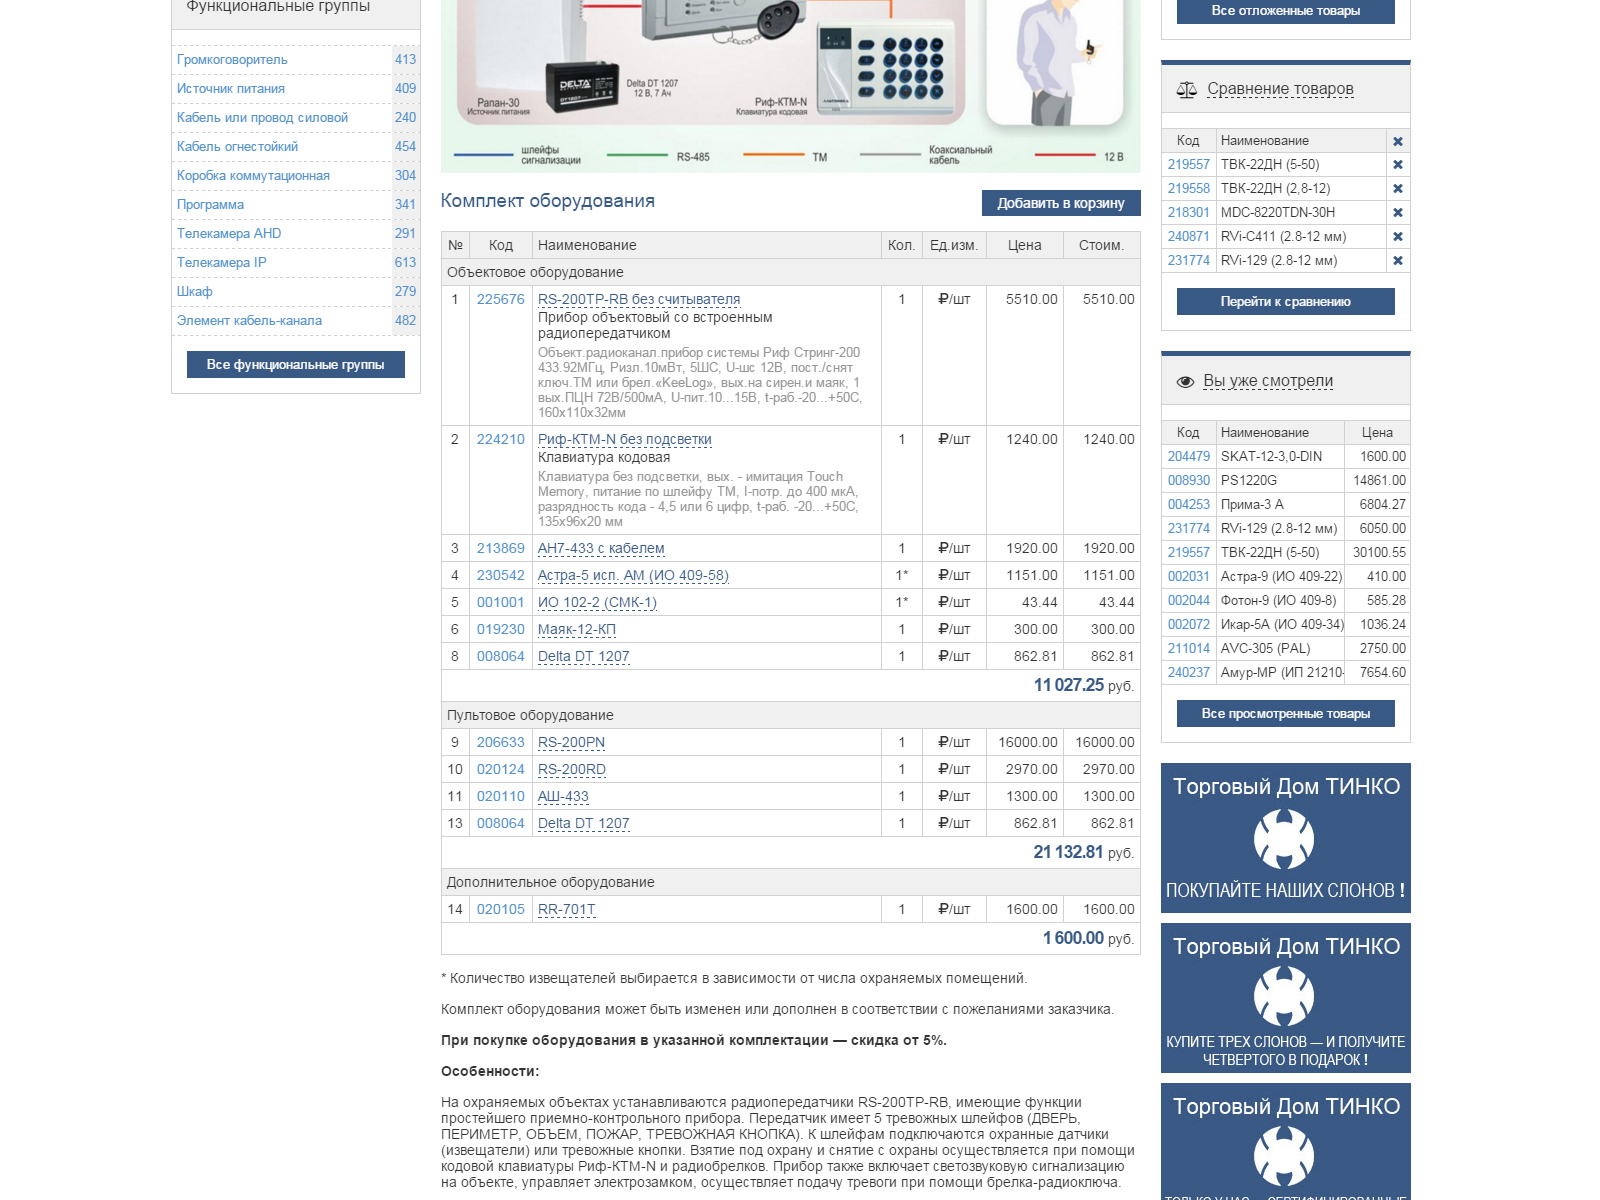 Функциональные группы
Громкоговоритель 413
Источник питания 409
Кабель или провод силовой 240
Кабель огнестойкий 454
Коробка коммутационная 304
Программа 341
Телекамера AHD 291
Телекамера IP 613
Шкаф 279
Элемент кабель-канала 482
Все функциональные группы
DELTA
Delta DT 1207
12 В, 7 Ач
Рапан-30
Источник питания
Риф-КТМ-N
Клавиатура кодовая
шлейфы
сигнализации
RS-485
ТМ
Коаксиальный
кабель
12 В
Комплект оборудования
Добавить в корзину
№ Код Наименование Кол. Ед.изм. Цена Стоим.
Объектовое оборудование
1 225676 RS-200TP-RB без считывателя 1 ₽/шт 5510.00 5510.00
Прибор объектовый со встроенным
радиопередатчиком
Объект.радиоканал.прибор системы Риф Стринг-200
433.92МГц, Pизл.10мВт, 5ШС, U-шс 12В, пост./снят
ключ.ТМ или брел.«KeeLog», вых.на сирен.и маяк, 1
вых.ПЦН 72В/500мА, U-пит.10...15В, t-раб.-20...+50С,
160х110х32мм
2 224210 Риф-КТМ-N без подсветки 1 ₽/шт 1240.00 1240.00
Клавиатура кодовая
Клавиатура без подсветки, вых. - имитация Touch
Memory, питание по шлейфу ТМ, I-потр. до 400 мкА,
разрядность кода - 4,5 или 6 цифр, t-раб. -20...+50С,
135х96х20 мм
3 213869 АН7-433 с кабелем 1 ₽/шт 1920.00 1920.00
4 230542 Астра-5 исп. АМ (ИО 409-58) 1* ₽/шт 1151.00 1151.00
5 001001 ИО 102-2 (СМК-1) 1* ₽/шт 43.44 43.44
6 019230 Маяк-12-КП 1 ₽/шт 300.00 300.00
8 008064 Delta DT 1207 1 ₽/шт 862.81 862.81
11 027.25 руб.
Пультовое оборудование
9 206633 RS-200PN 1 ₽/шт 16000.00 16000.00
10 020124 RS-200RD 1 ₽/шт 2970.00 2970.00
11 020110 АШ-433 1 ₽/шт 1300.00 1300.00
13 008064 Delta DT 1207 1 ₽/шт 862.81 862.81
21 132.81 руб.
Дополнительное оборудование
14 020105 RR-701T 1 ₽/шт 1600.00 1600.00
1 600.00 руб.
* Количество извещателей выбирается в зависимости от числа охраняемых помещений.
Комплект оборудования может быть изменен или дополнен в соответствии с пожеланиями заказчика.
При покупке оборудования в указанной комплектации — скидка от 5%.
Особенности:
На охраняемых объектах устанавливаются радиопередатчики RS-200TP-RB, имеющие функции
простейшего приемно-контрольного прибора. Передатчик имеет 5 тревожных шлейфов (ДВЕРЬ,
ПЕРИМЕТР, ОБЪЕМ, ПОЖАР, ТРЕВОЖНАЯ КНОПКА). К шлейфам подключаются охранные датчики
(извещатели) или тревожные кнопки. Взятие под охрану и снятие с охраны осуществляется при помощи
кодовой клавиатуры Риф-КТМ-N и радиобрелков. Прибор также включает светозвуковую сигнализацию
на объекте, управляет электрозамком, осуществляет подачу тревоги при помощи брелка-радиоключа.
Все отложенные товары
Сравнение товаров
Код Наименование
219557 ТВК-22ДН (5-50)
219558 ТВК-22ДН (2,8-12)
218301 MDC-8220TDN-30H
240871 RVi-C411 (2.8-12 мм)
231774 RVi-129 (2.8-12 мм)
Перейти к сравнению
Вы уже смотрели
Код Наименование Цена
204479 SKAT-12-3,0-DIN 1600.00
008930 PS1220G 14861.00
004253 Прима-3 А 6804.27
231774 RVi-129 (2.8-12 мм) 6050.00
219557 ТВК-22ДН (5-50) 30100.55
002031 Астра-9 (ИО 409-22) 410.00
002044 Фотон-9 (ИО 409-8) 585.28
002072 Икар-5А (ИО 409-34) 1036.24
211014 AVC-305 (PAL) 2750.00
240237 Амур-МР (ИП 21210- 7654.60
Все просмотренные товары
Торговый Дом ТИНКО
ПОКУПАЙТЕ НАШИХ СЛОНОВ !
Торговый Дом ТИНКО
КУПИТЕ ТРЕХ СЛОНОВ — И ПОЛУЧИТЕ
ЧЕТВЕРТОГО В ПОДАРОК !
Торговый Дом ТИНКО